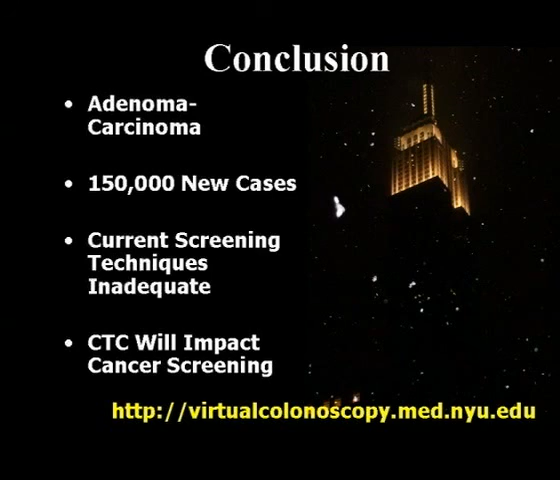 Conclusion
• Adenoma-
Carcinoma
• 150,000 New Cases
• Current Screening
Techniques
Inadequate
• CTC Will Impact
Cancer Screening
http://virtualcolonoscopy.med.nyu.edu